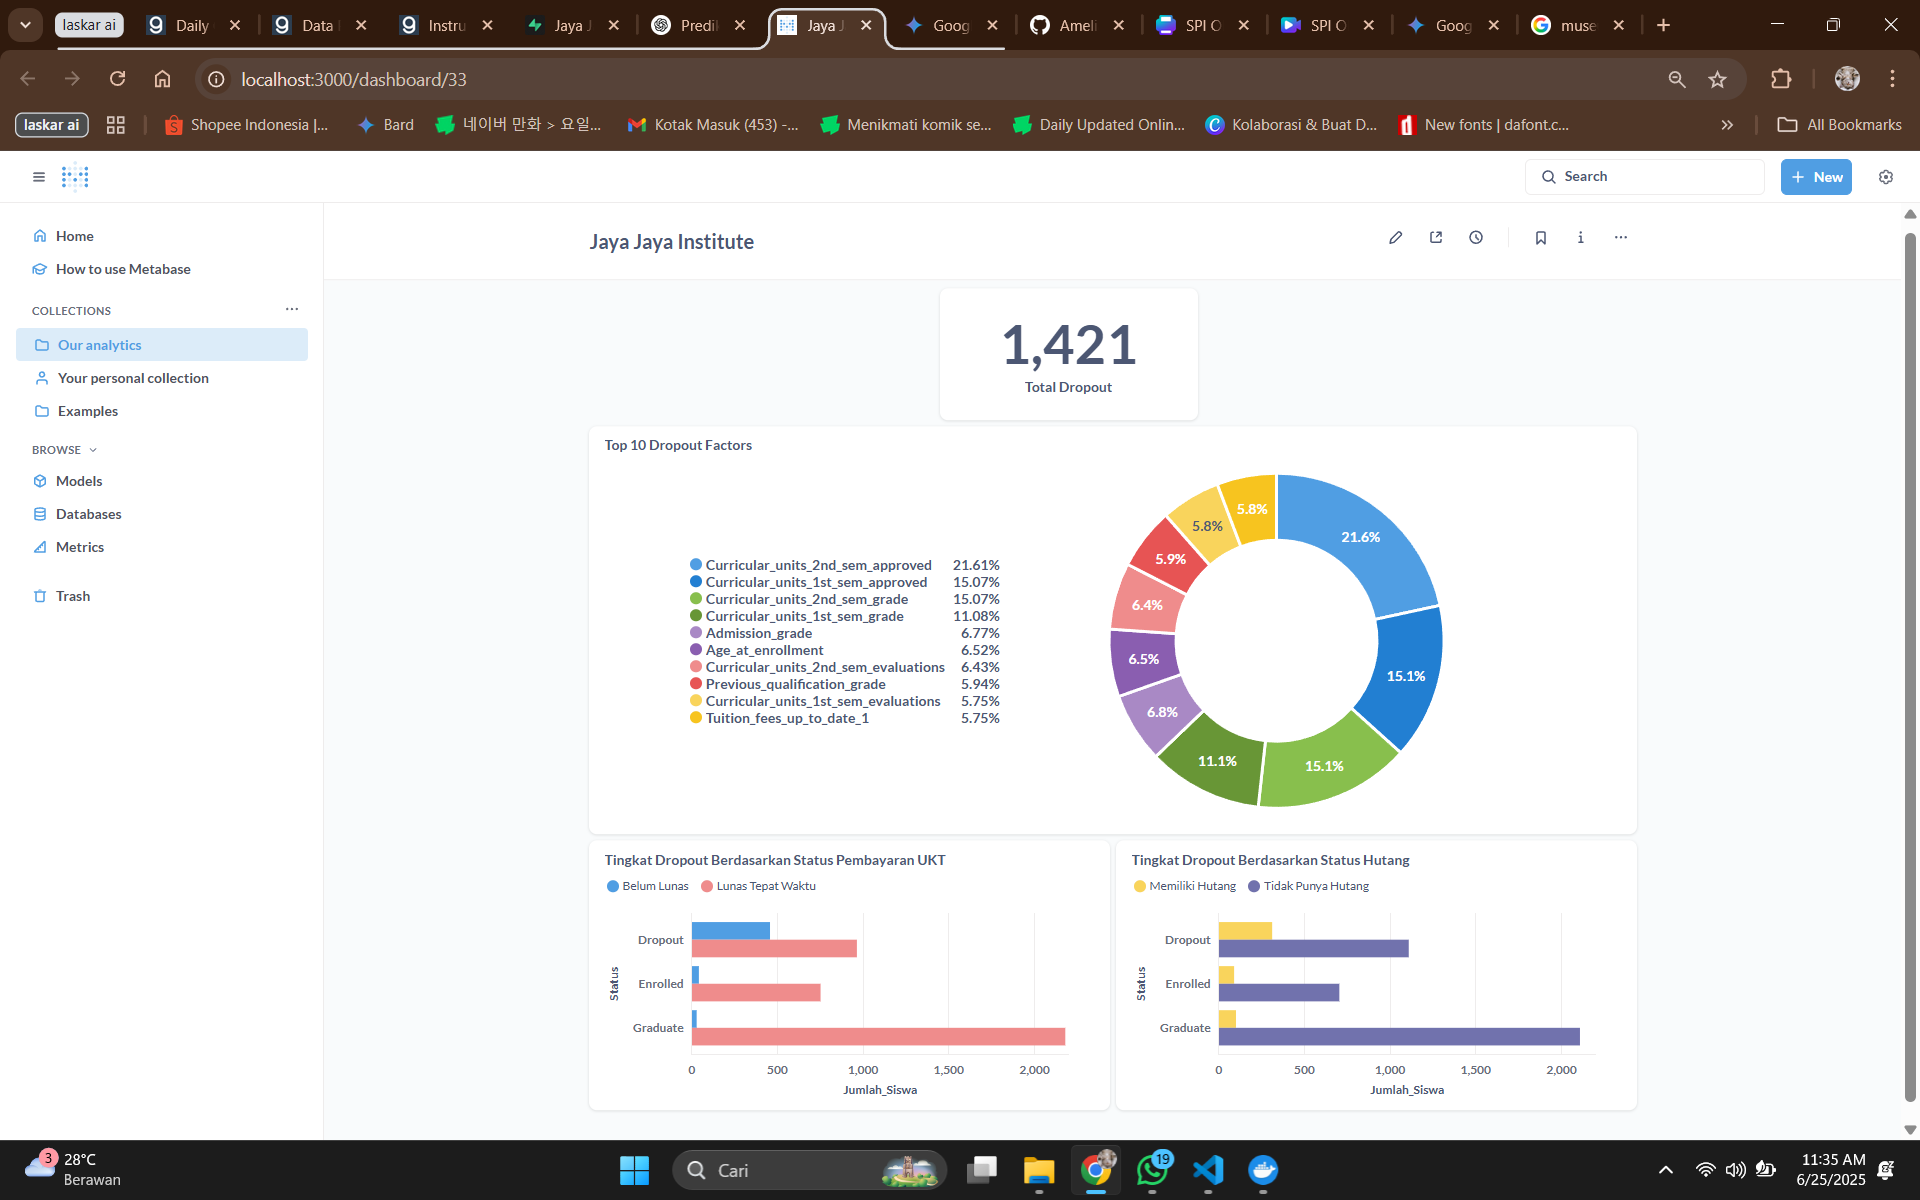 laskar ai
Daily
Data
Instru
Jaya J
Predi
Jaya J
Goog
Ameli
SPI O
SPI O
Goog
muse
localhost:3000/dashboard/33
laskar ai
Shopee Indonesia |...
Bard
네이버 만화 > 요일...
Kotak Masuk (453) -...
Menikmati komik se...
Daily Updated Onlin...
Kolaborasi & Buat D...
New fonts | dafont.c...
All Bookmarks
Search
New
Home
How to use Metabase
COLLECTIONS
Our analytics
Your personal collection
Examples
BROWSE
Models
Databases
Metrics
Trash
Jaya Jaya Institute
1,421
Total Dropout
Top 10 Dropout Factors
Curricular_units_2nd_sem_approved 21.61%
Curricular_units_1st_sem_approved 15.07%
Curricular_units_2nd_sem_grade 15.07%
Curricular_units_1st_sem_grade 11.08%
Admission_grade 6.77%
Age_at_enrollment 6.52%
Curricular_units_2nd_sem_evaluations 6.43%
Previous_qualification_grade 5.94%
Curricular_units_1st_sem_evaluations 5.75%
Tuition_fees_up_to_date_1 5.75%
21.6%
15.1%
15.1%
11.1%
6.8%
6.5%
6.4%
5.9%
5.8%
5.8%
Tingkat Dropout Berdasarkan Status Pembayaran UKT
Belum Lunas
Lunas Tepat Waktu
Status
Dropout
Enrolled
Graduate
0 500 1,000 1,500 2,000
Jumlah_Siswa
Tingkat Dropout Berdasarkan Status Hutang
Memiliki Hutang
Tidak Punya Hutang
Status
Dropout
Enrolled
Graduate
0 500 1,000 1,500 2,000
Jumlah_Siswa
3
28°C
Berawan
Cari
19
11:35 AM
6/25/2025